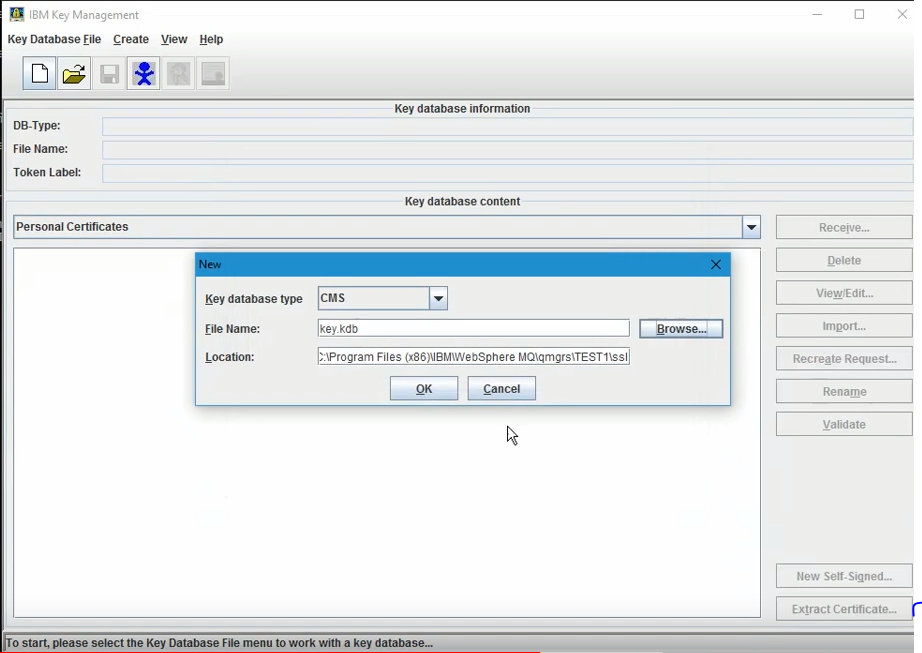 IBM Key Management
Key Database File Create View Help
Key database information
DB-Type:
File Name:
Token Label:
Key database content
Personal Certificates
Receive...
Delete
View/Edit...
Import...
Recreate Request...
Rename
Validate
New Self-Signed...
Extract Certificate...
New
Key database type CMS
File Name: key.kdb Browse...
Location: :\Program Files (x86)\IBM\WebSphere MQ\qmgrs\TEST1\ssl
OK Cancel
To start, please select the Key Database File menu to work with a key database...